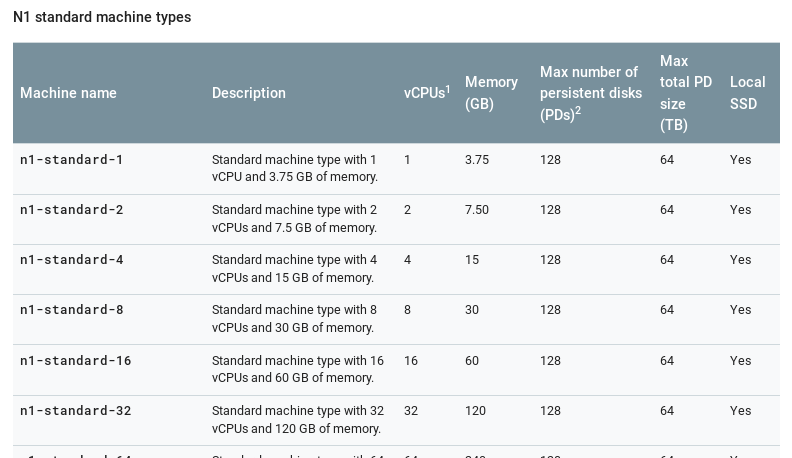 N1 standard machine types
Machine name Description vCPUs1 Memory (GB) Max number of persistent disks (PDs)2 Max total PD size (TB) Local SSD
n1-standard-1 Standard machine type with 1 vCPU and 3.75 GB of memory. 1 3.75 128 64 Yes
n1-standard-2 Standard machine type with 2 vCPUs and 7.5 GB of memory. 2 7.50 128 64 Yes
n1-standard-4 Standard machine type with 4 vCPUs and 15 GB of memory. 4 15 128 64 Yes
n1-standard-8 Standard machine type with 8 vCPUs and 30 GB of memory. 8 30 128 64 Yes
n1-standard-16 Standard machine type with 16 vCPUs and 60 GB of memory. 16 60 128 64 Yes
n1-standard-32 Standard machine type with 32 vCPUs and 120 GB of memory. 32 120 128 64 Yes